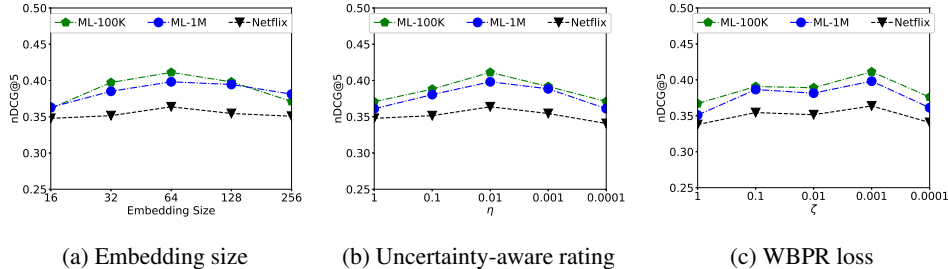 ML-100K ML-1M Netflix
nDCG@5
0.50
0.45
0.40
0.35
0.30
0.25
16 32 64 128 256
Embedding Size
(a) Embedding size
ML-100K ML-1M Netflix
nDCG@5
0.50
0.45
0.40
0.35
0.30
0.25
1 0.1 0.01 0.001 0.0001
η
(b) Uncertainty-aware rating
ML-100K ML-1M Netflix
nDCG@5
0.50
0.45
0.40
0.35
0.30
0.25
1 0.1 0.01 0.001 0.0001
ζ
(c) WBPR loss